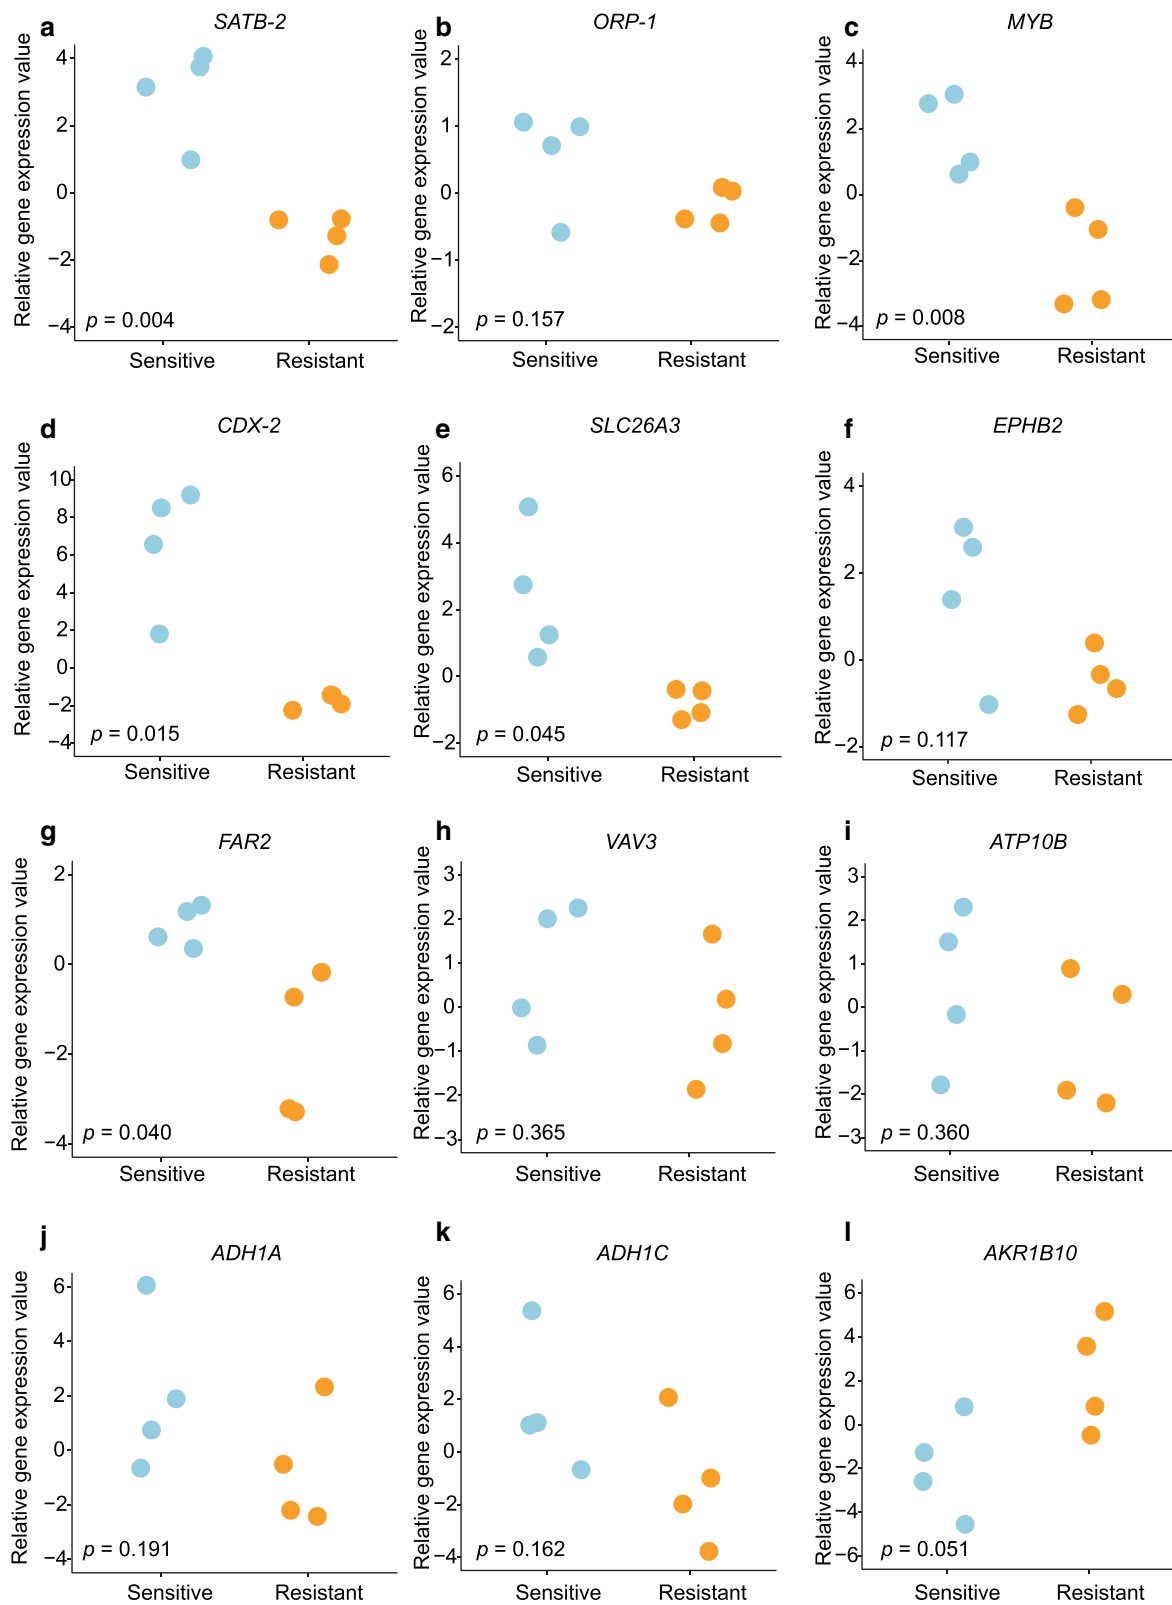 a
SATB-2
Relative gene expression value
4
2
0
−2
−4
p = 0.004
Sensitive
Resistant
b
ORP-1
Relative gene expression value
2
1
0
−1
−2
p = 0.157
Sensitive
Resistant
c
MYB
Relative gene expression value
4
2
0
−2
−4
p = 0.008
Sensitive
Resistant
d
CDX-2
Relative gene expression value
10
8
6
4
2
0
−2
−4
p = 0.015
Sensitive
Resistant
e
SLC26A3
Relative gene expression value
6
4
2
0
−2
p = 0.045
Sensitive
Resistant
f
EPHB2
Relative gene expression value
4
2
0
−2
p = 0.117
Sensitive
Resistant
g
FAR2
Relative gene expression value
2
0
−2
−4
p = 0.040
Sensitive
Resistant
h
VAV3
Relative gene expression value
3
2
1
0
−1
−2
−3
p = 0.365
Sensitive
Resistant
i
ATP10B
Relative gene expression value
3
2
1
0
−1
−2
−3
p = 0.360
Sensitive
Resistant
j
ADH1A
Relative gene expression value
6
4
2
0
−2
−4
p = 0.191
Sensitive
Resistant
k
ADH1C
Relative gene expression value
6
4
2
0
−2
−4
p = 0.162
Sensitive
Resistant
l
AKR1B10
Relative gene expression value
6
4
2
0
−2
−4
−6
p = 0.051
Sensitive
Resistant